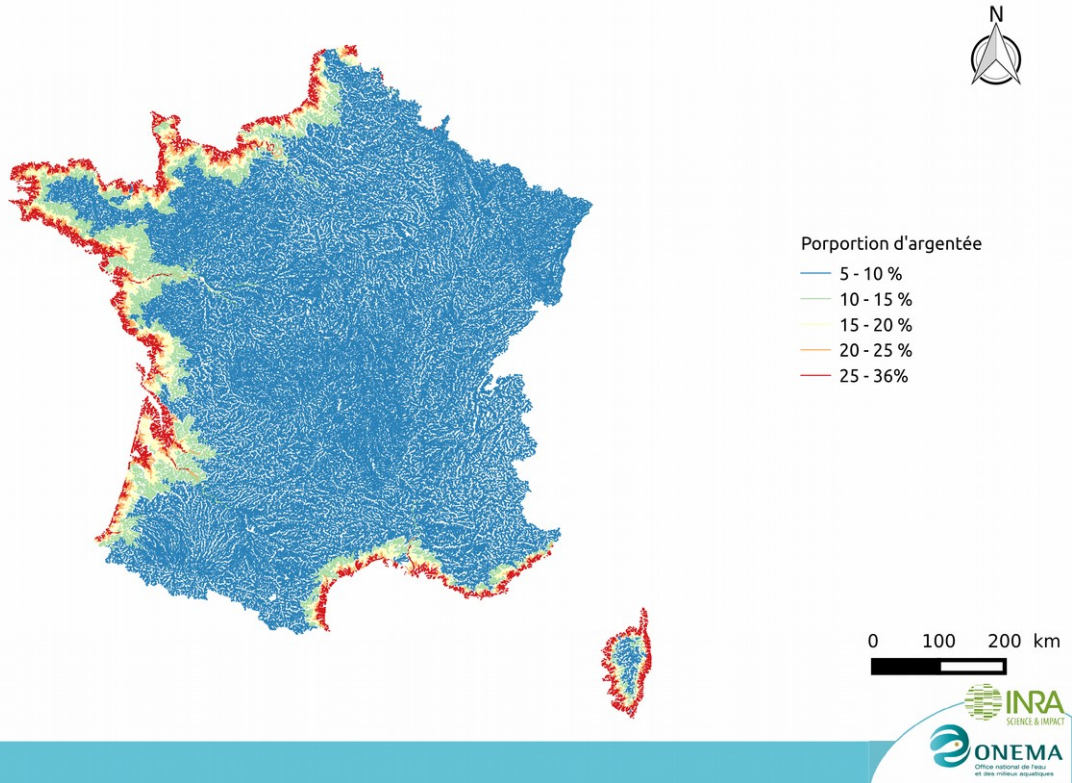 N
Porportion d'argentée
5 - 10 %
10 - 15 %
15 - 20 %
20 - 25 %
25 - 36%
0 100 200 km
INRA
SCIENCE & IMPACT
ONEMA
Office national de l'eau
et des milieux aquatiques